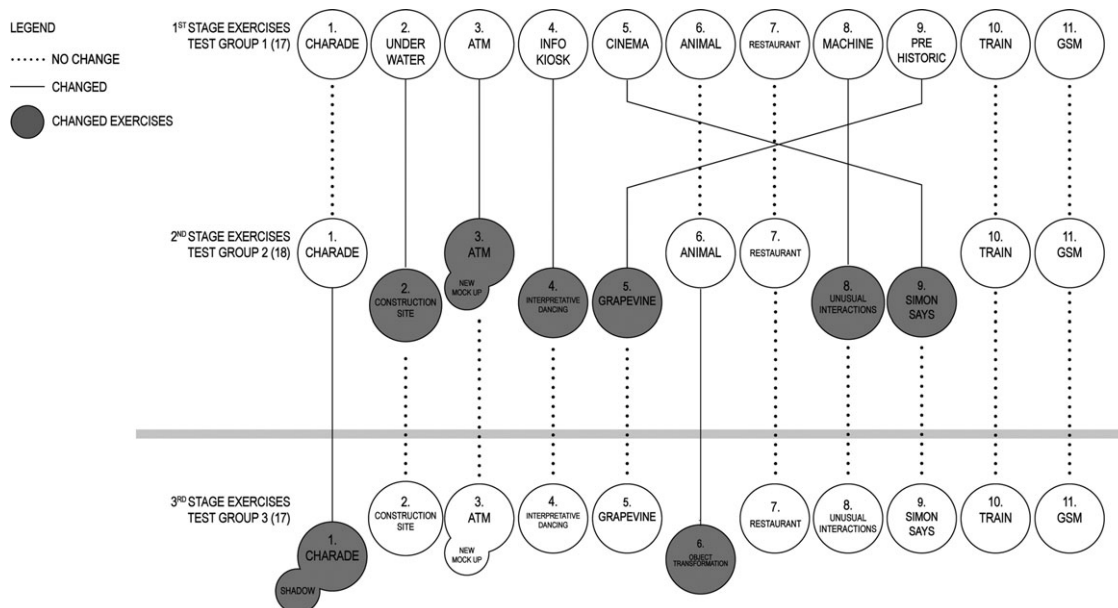 LEGEND
NO CHANGE
CHANGED
CHANGED EXERCISES
1ST STAGE EXERCISES
TEST GROUP 1 (17)
1.
CHARADE
2.
UNDER
WATER
3.
ATM
4.
INFO
KIOSK
5.
CINEMA
6.
ANIMAL
7.
RESTAURANT
8.
MACHINE
9.
PRE
HISTORIC
10.
TRAIN
11.
GSM
2ND STAGE EXERCISES
TEST GROUP 2 (18)
1.
CHARADE
2.
CONSTRUCTION
SITE
3.
ATM
NEW
MOCK UP
4.
INTERPRETATIVE
DANCING
5.
GRAPEVINE
6.
ANIMAL
7.
RESTAURANT
8.
UNUSUAL
INTERACTIONS
9.
SIMON
SAYS
10.
TRAIN
11.
GSM
3RD STAGE EXERCISES
TEST GROUP 3 (17)
1.
CHARADE
SHADOW
2.
CONSTRUCTION
SITE
3.
ATM
NEW
MOCK UP
4.
INTERPRETATIVE
DANCING
5.
GRAPEVINE
6.
OBJECT
TRANSFORMATION
7.
RESTAURANT
8.
UNUSUAL
INTERACTIONS
9.
SIMON
SAYS
10.
TRAIN
11.
GSM